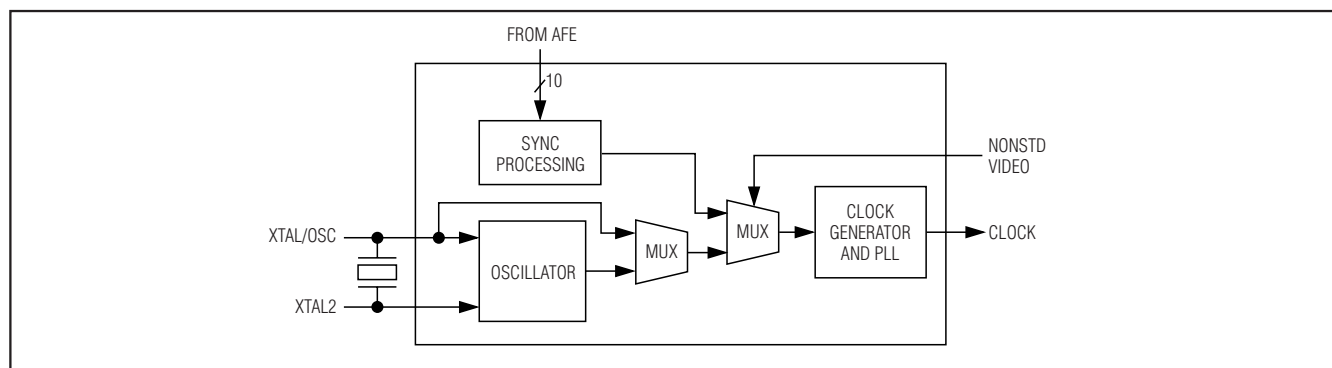 FROM AFE
10
SYNC
PROCESSING
NONSTD
VIDEO
CLOCK
GENERATOR
AND PLL
MUX
XTAL/OSC
MUX
CLOCK
OSCILLATOR
XTAL2